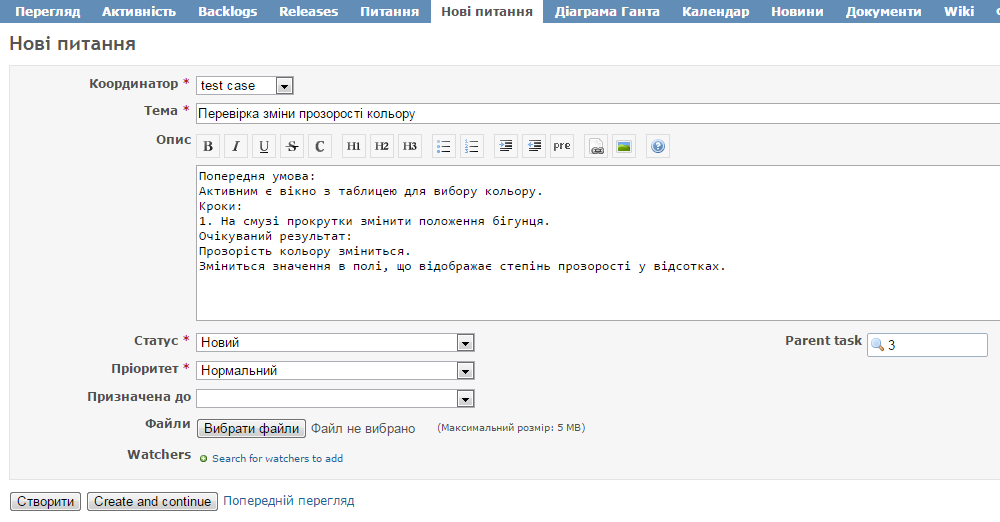 Перегляд Активність Backlogs Releases Питання Нові питання Діаграма Ганта Календар Новини Документи Wiki
Нові питання
Координатор * test case
Тема * Перевірка зміни прозорості кольору
Опис B I U S C H1 H2 H3 pre
Попередня умова:
Активним є вікно з таблицею для вибору кольору.
Кроки:
1. На смузі прокрутки змінити положення бігунця.
Очікуваний результат:
Прозорість кольору зміниться.
Зміниться значення в полі, що відображає степінь прозорості у відсотках.
Статус * Новий Parent task 3
Пріоритет * Нормальний
Призначена до
Файли Вибрати файли Файл не вибрано (Максимальний розмір: 5 MB)
Watchers Search for watchers to add
Створити Create and continue Попередній перегляд